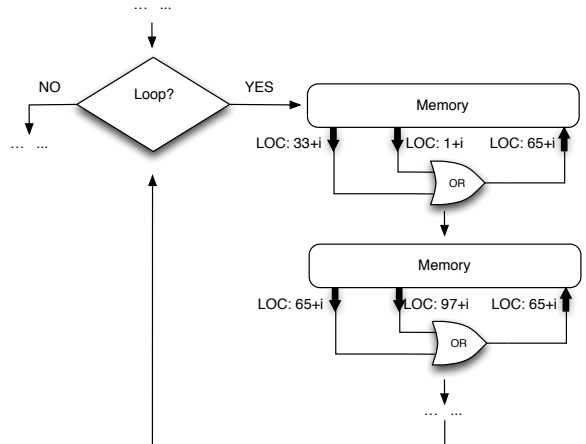 ... ...
NO
Loop?
YES
Memory
LOC: 33+i
LOC: 1+i
LOC: 65+i
... ...
OR
Memory
LOC: 65+i
LOC: 97+i
LOC: 65+i
OR
... ...